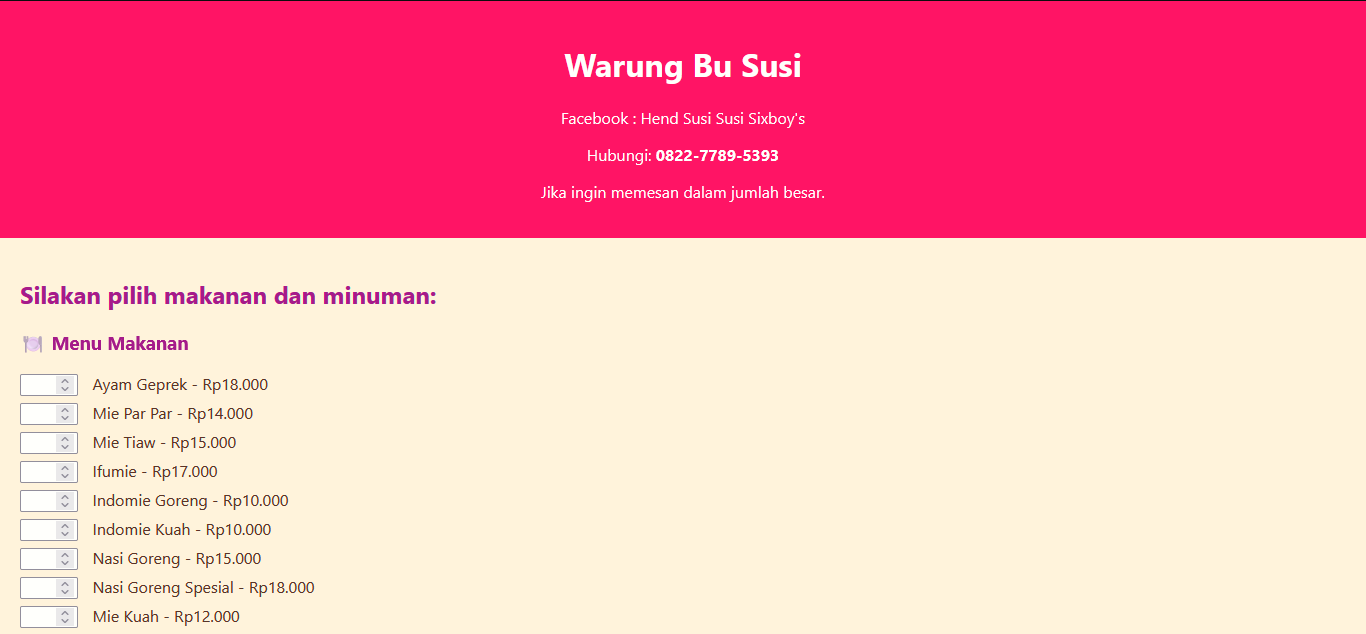 Warung Bu Susi
Facebook : Hend Susi Susi Sixboy's
Hubungi: 0822-7789-5393
Jika ingin memesan dalam jumlah besar.
Silakan pilih makanan dan minuman:
🍽️ Menu Makanan
Ayam Geprek - Rp18.000
Mie Par Par - Rp14.000
Mie Tiaw - Rp15.000
Ifumie - Rp17.000
Indomie Goreng - Rp10.000
Indomie Kuah - Rp10.000
Nasi Goreng - Rp15.000
Nasi Goreng Spesial - Rp18.000
Mie Kuah - Rp12.000